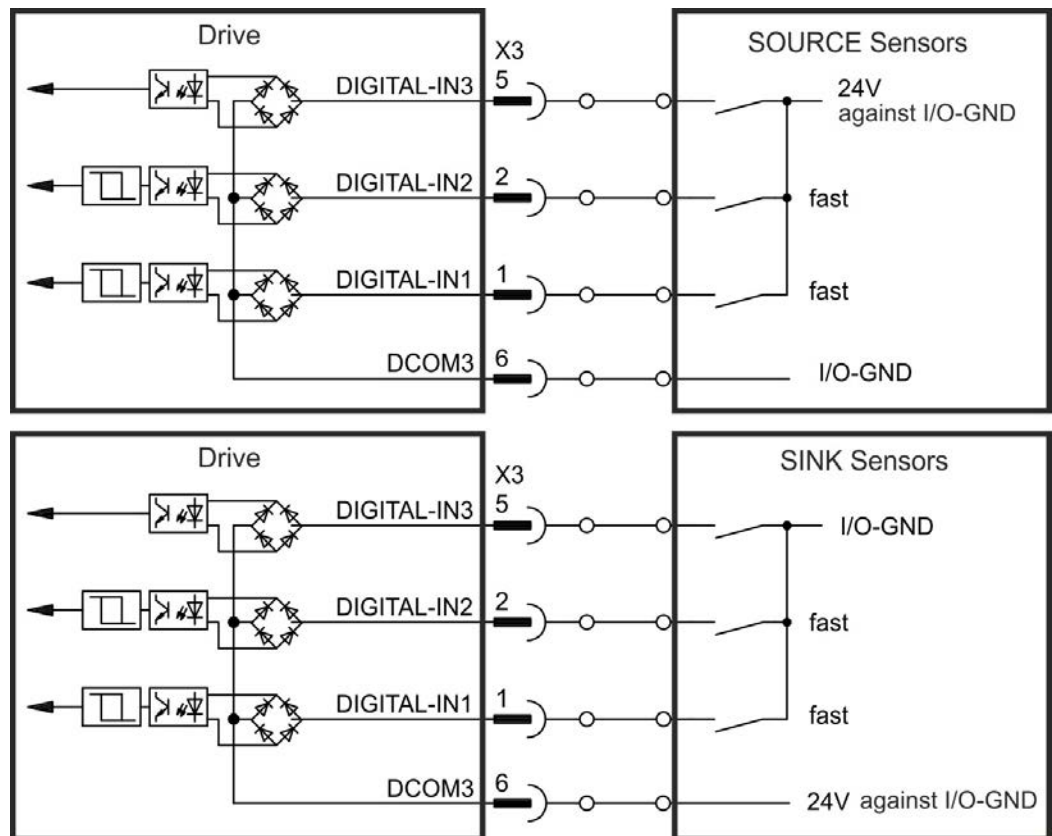 Drive
X3
SOURCE Sensors
DIGITAL-IN3
5
24V
against I/O-GND
DIGITAL-IN2
2
fast
DIGITAL-IN1
1
fast
DCOM3
6
I/O-GND
Drive
X3
SINK Sensors
DIGITAL-IN3
5
I/O-GND
DIGITAL-IN2
2
fast
DIGITAL-IN1
1
fast
DCOM3
6
24V against I/O-GND